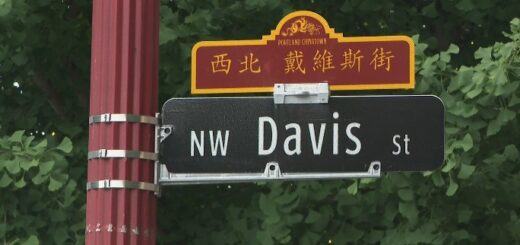 PORTLAND CHINATOWN
西北 戴維斯街
NW Davis St